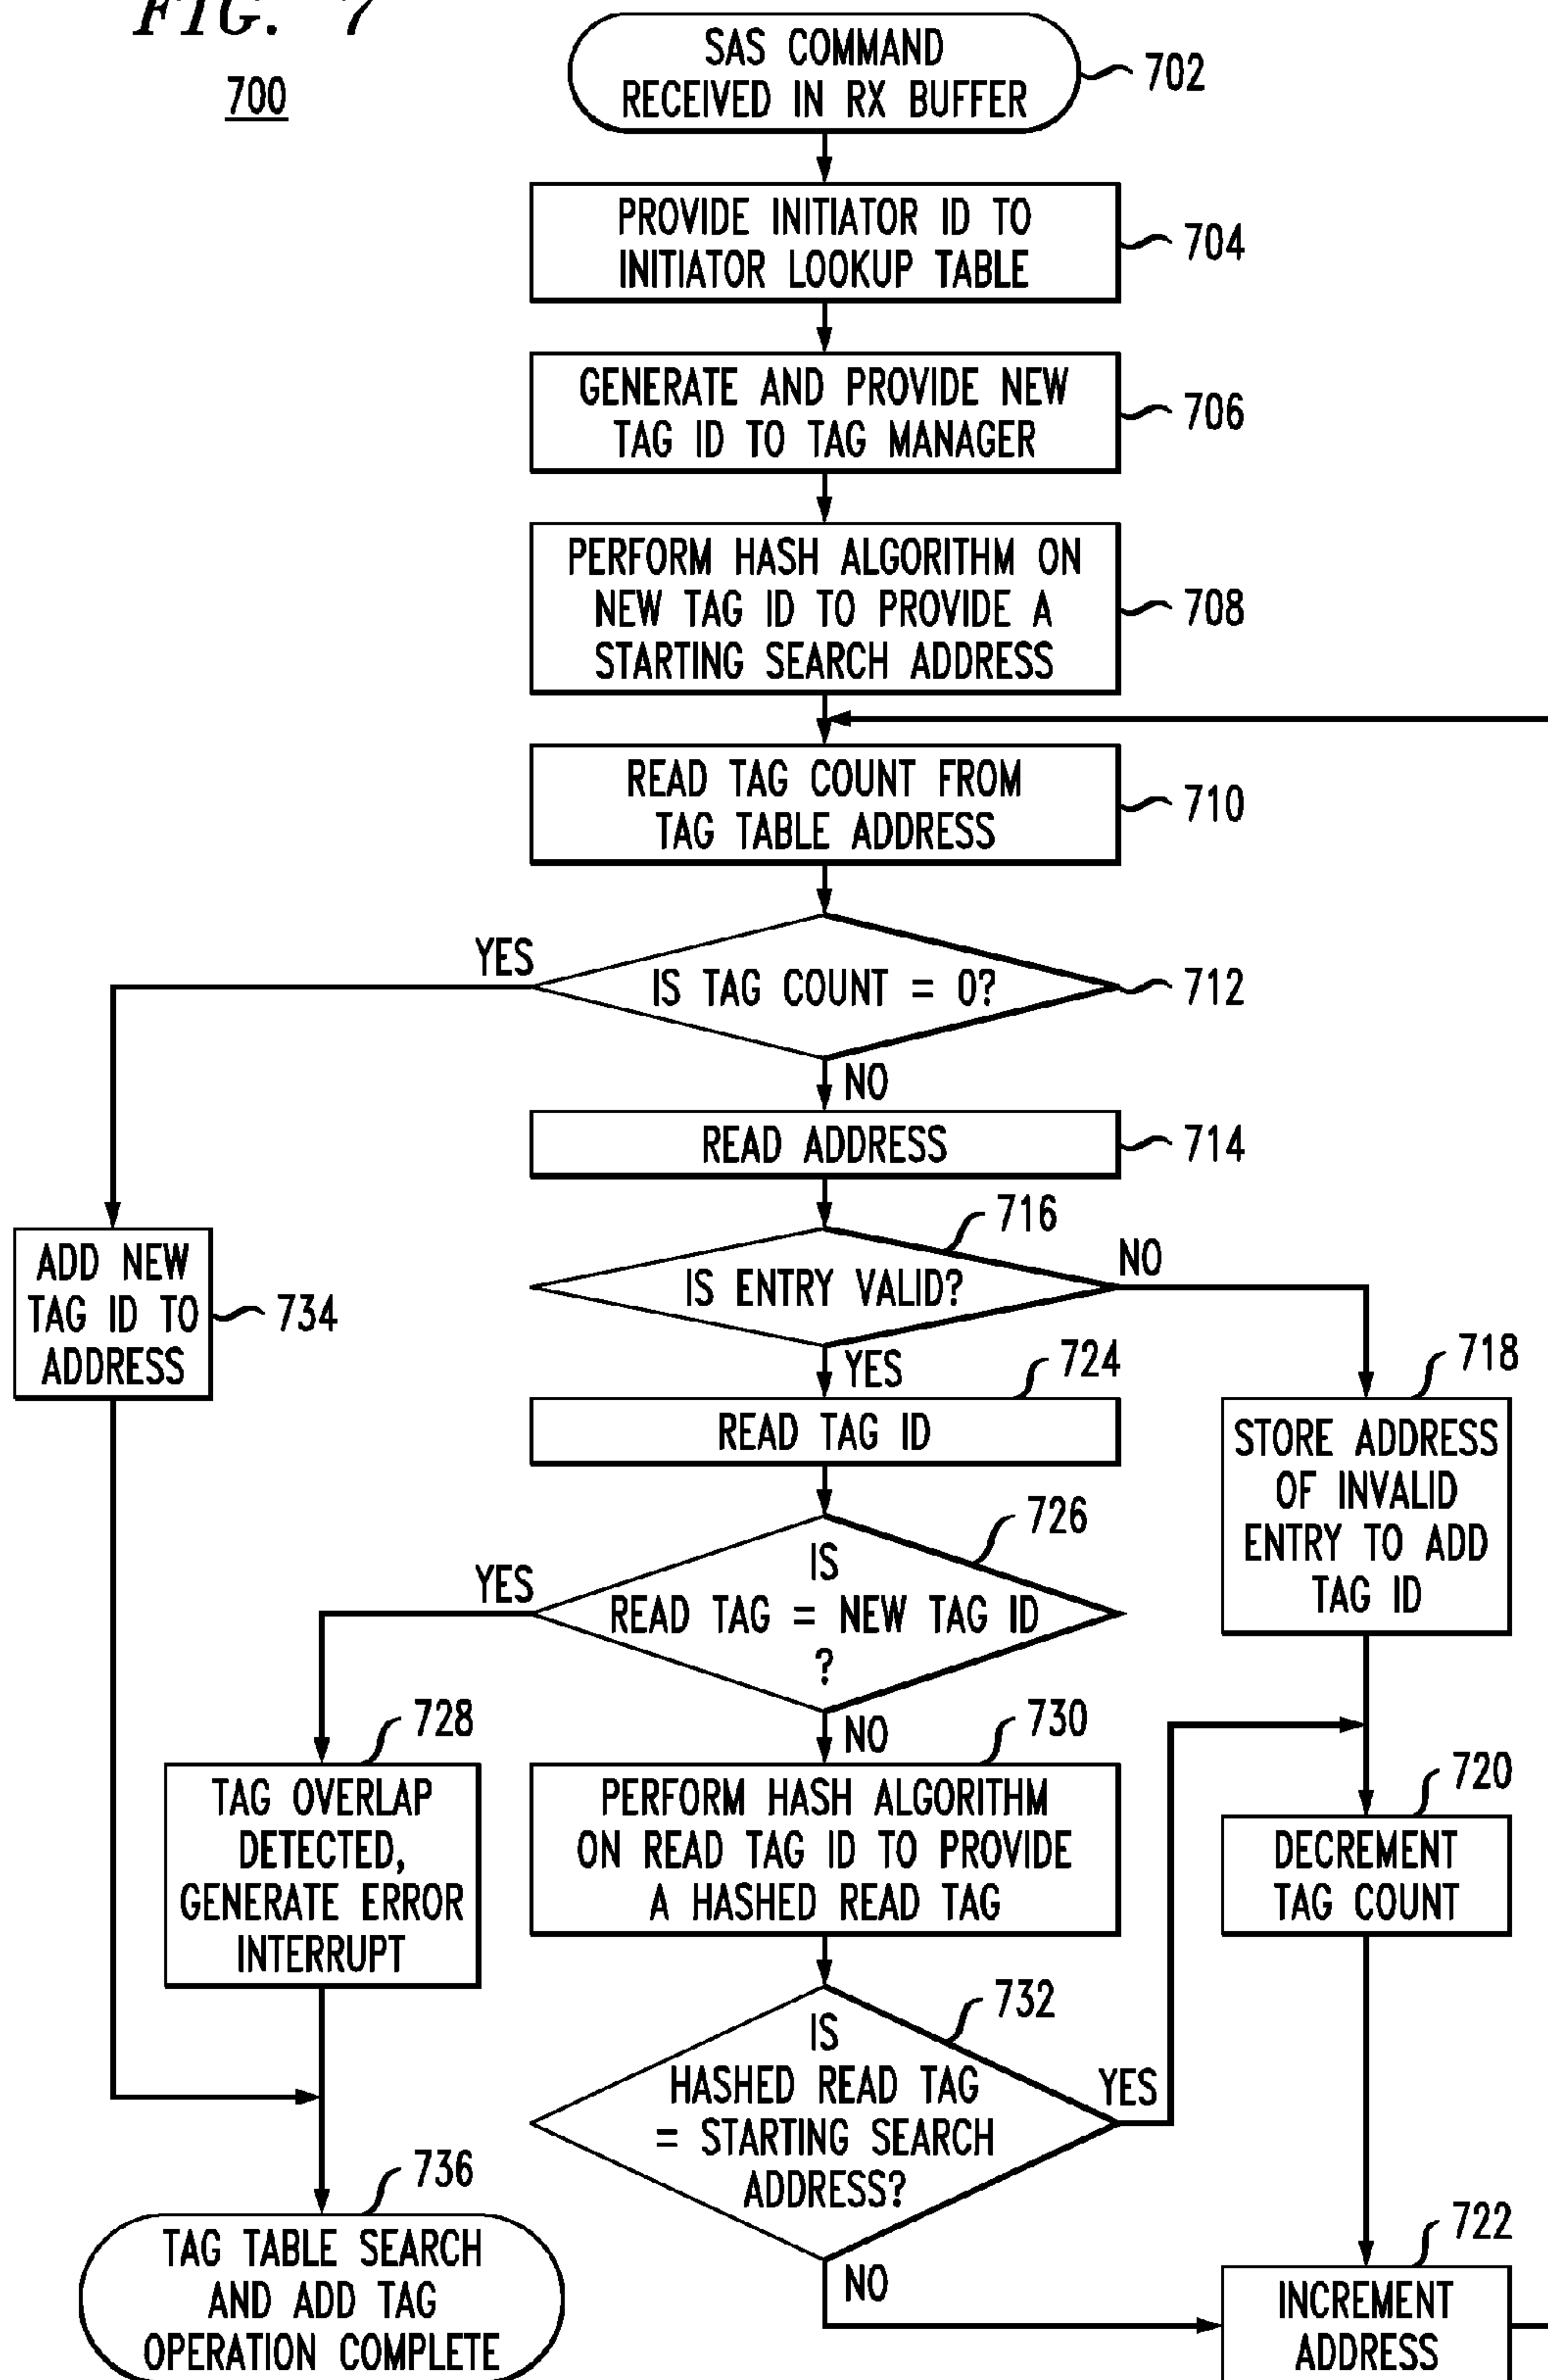 FIG. 7
700
SAS COMMAND
RECEIVED IN RX BUFFER
702
PROVIDE INITIATOR ID TO
INITIATOR LOOKUP TABLE
704
GENERATE AND PROVIDE NEW
TAG ID TO TAG MANAGER
706
PERFORM HASH ALGORITHM ON
NEW TAG ID TO PROVIDE A
STARTING SEARCH ADDRESS
708
READ TAG COUNT FROM
TAG TABLE ADDRESS
710
YES
IS TAG COUNT = 0?
712
NO
READ ADDRESS
714
716
IS ENTRY VALID?
NO
ADD NEW
TAG ID TO
ADDRESS
734
YES
724
READ TAG ID
718
STORE ADDRESS
OF INVALID
ENTRY TO ADD
TAG ID
726
YES
IS
READ TAG = NEW TAG ID
?
NO
728
TAG OVERLAP
DETECTED,
GENERATE ERROR
INTERRUPT
730
PERFORM HASH ALGORITHM
ON READ TAG ID TO PROVIDE
A HASHED READ TAG
720
DECREMENT
TAG COUNT
732
IS
HASHED READ TAG
= STARTING SEARCH
ADDRESS?
YES
NO
736
TAG TABLE SEARCH
AND ADD TAG
OPERATION COMPLETE
722
INCREMENT
ADDRESS